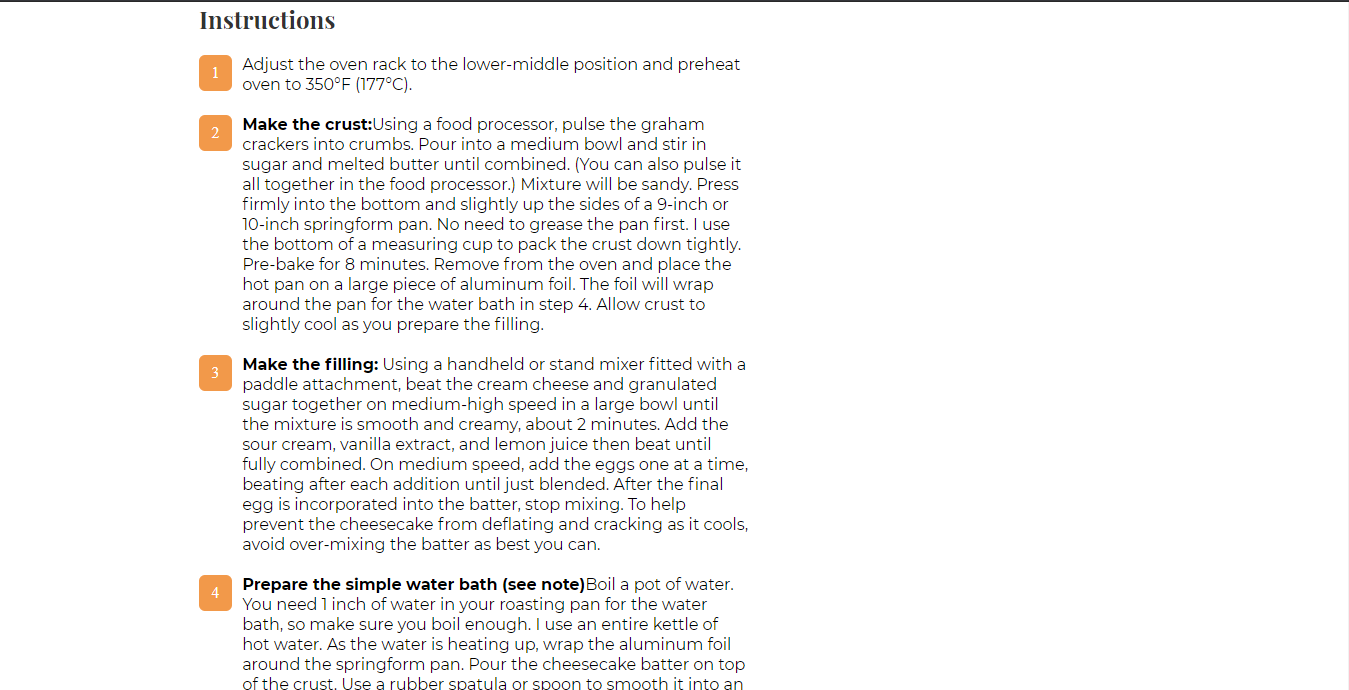 Instructions
1
Adjust the oven rack to the lower-middle position and preheat
oven to 350°F (177°C).
2
Make the crust:Using a food processor, pulse the graham
crackers into crumbs. Pour into a medium bowl and stir in
sugar and melted butter until combined. (You can also pulse it
all together in the food processor.) Mixture will be sandy. Press
firmly into the bottom and slightly up the sides of a 9-inch or
10-inch springform pan. No need to grease the pan first. I use
the bottom of a measuring cup to pack the crust down tightly.
Pre-bake for 8 minutes. Remove from the oven and place the
hot pan on a large piece of aluminum foil. The foil will wrap
around the pan for the water bath in step 4. Allow crust to
slightly cool as you prepare the filling.
3
Make the filling: Using a handheld or stand mixer fitted with a
paddle attachment, beat the cream cheese and granulated
sugar together on medium-high speed in a large bowl until
the mixture is smooth and creamy, about 2 minutes. Add the
sour cream, vanilla extract, and lemon juice then beat until
fully combined. On medium speed, add the eggs one at a time,
beating after each addition until just blended. After the final
egg is incorporated into the batter, stop mixing. To help
prevent the cheesecake from deflating and cracking as it cools,
avoid over-mixing the batter as best you can.
4
Prepare the simple water bath (see note)Boil a pot of water.
You need 1 inch of water in your roasting pan for the water
bath, so make sure you boil enough. I use an entire kettle of
hot water. As the water is heating up, wrap the aluminum foil
around the springform pan. Pour the cheesecake batter on top
of the crust. Use a rubber spatula or spoon to smooth it into an